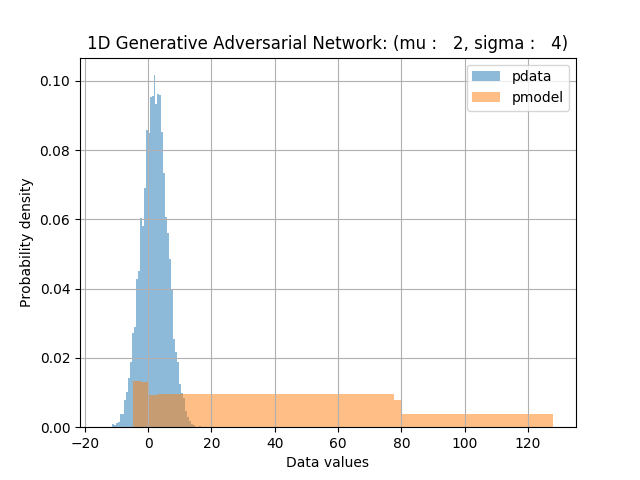 1D Generative Adversarial Network: (mu :   2, sigma :   4)
pdata
pmodel
Probability density
0.10
0.08
0.06
0.04
0.02
0.00
−20
0
20
40
60
80
100
120
Data values